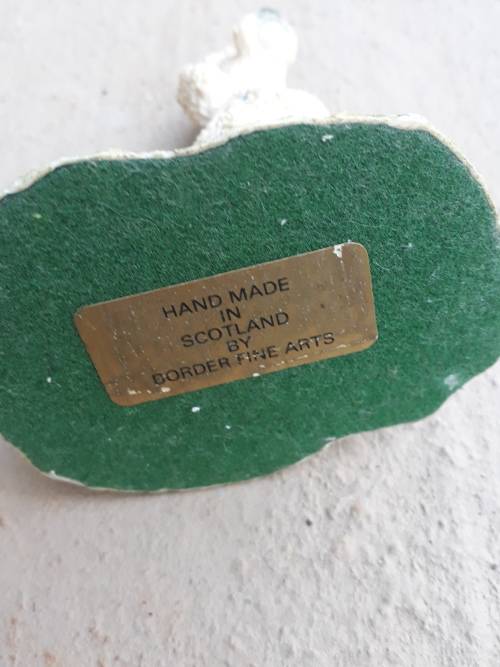 HAND MADE
IN
SCOTLAND
BY
BORDER FINE ARTS